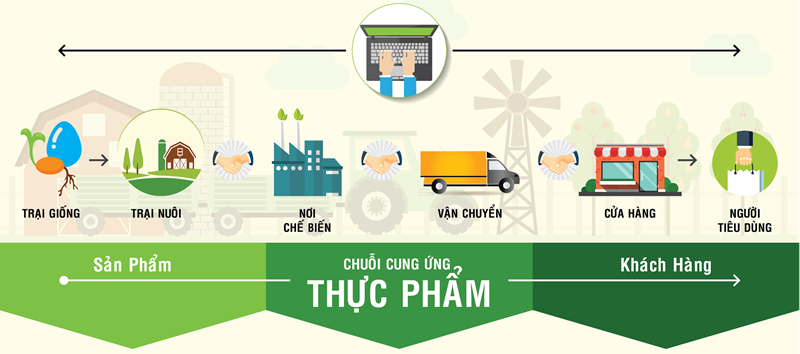 TRẠI GIỐNG
TRẠI NUÔI
NƠI
CHẾ BIẾN
VẬN CHUYỂN
CỬA HÀNG
NGƯỜI
TIÊU DÙNG
Sản Phẩm
CHUỖI CUNG ỨNG
THỰC PHẨM
Khách Hàng